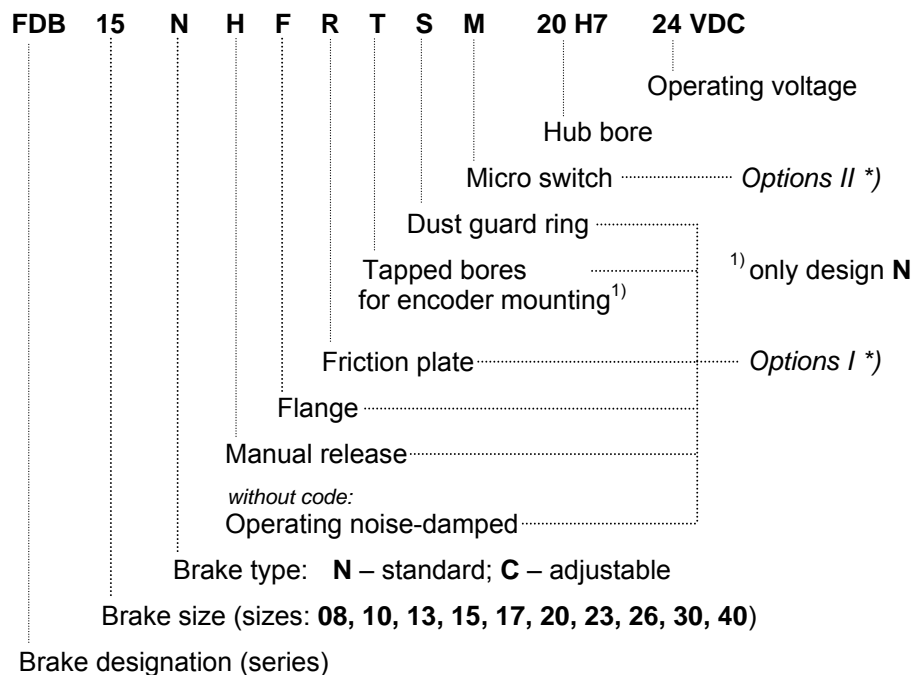 FDB 15 N H F R T S M 20 H7 24 VDC
Operating voltage
Hub bore
Micro switch Options II *)
Dust guard ring
Tapped bores 1) only design N
for encoder mounting1)
Friction plate Options I *)
Flange
Manual release
without code:
Operating noise-damped
Brake type: N – standard; C – adjustable
Brake size (sizes: 08, 10, 13, 15, 17, 20, 23, 26, 30, 40)
Brake designation (series)